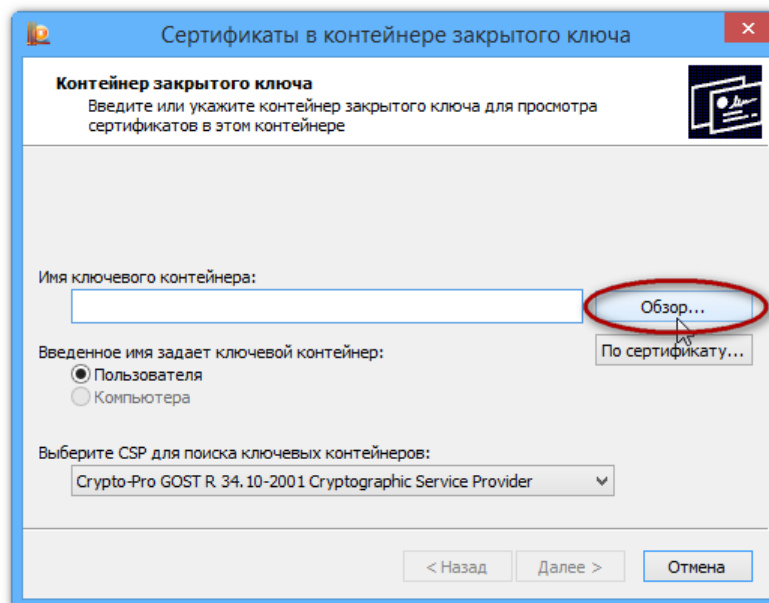 Сертификаты в контейнере закрытого ключа
Контейнер закрытого ключа
Введите или укажите контейнер закрытого ключа для просмотра
сертификатов в этом контейнере
Имя ключевого контейнера:
Обзор...
Введенное имя задает ключевой контейнер:
По сертификату...
Пользователя
Компьютера
Выберите CSP для поиска ключевых контейнеров:
Crypto-Pro GOST R 34.10-2001 Cryptographic Service Provider
< Назад
Далее >
Отмена